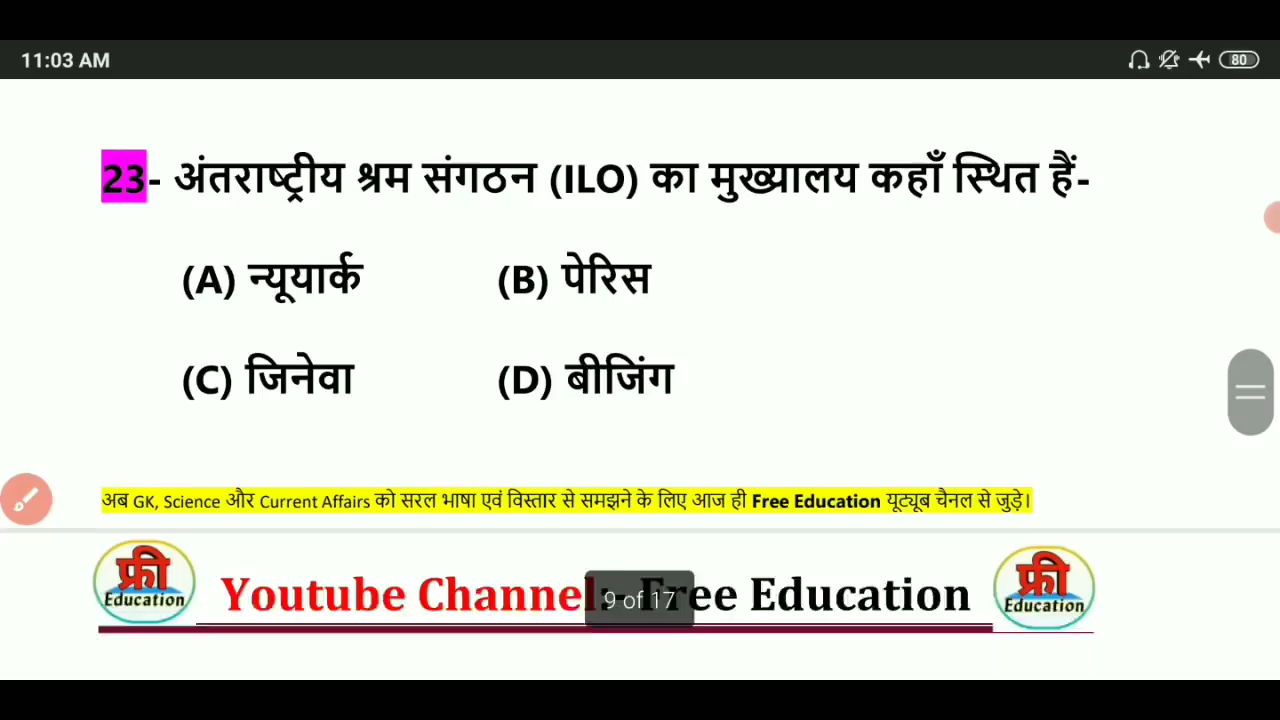 11:03 AM
80
23- अंतराष्ट्रीय श्रम संगठन (ILO) का मुख्यालय कहाँ स्थित हैं-
(A) न्यूयार्क (B) पेरिस
(C) जिनेवा (D) बीजिंग
अब GK, Science और Current Affairs को सरल भाषा एवं विस्तार से समझने के लिए आज ही Free Education यूट्यूब चैनल से जुड़े।
फ्री Education
Youtube Channel:- Free Education
9 of 17
फ्री Education